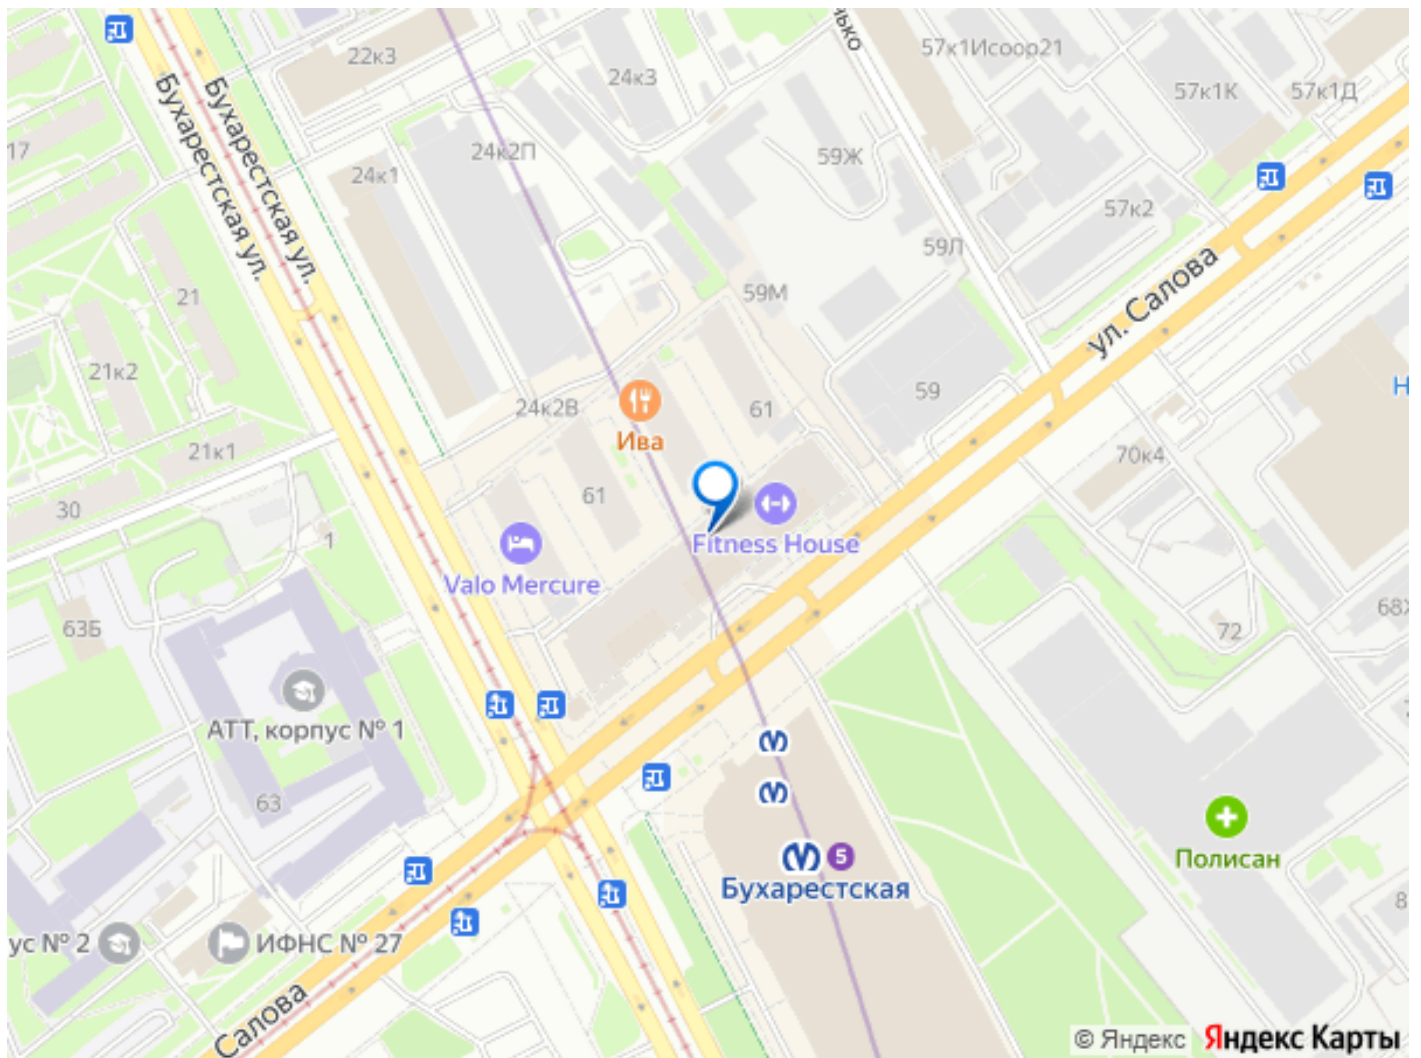 22к3
24к3
57к1Исоор21
57к1К
57к1Д
Бухарестская ул.
Бухарестская ул.
17
24к2П
24к1
59Ж
57к2
59Л
ул. Салова
21
59М
21к2
24к2В
61
59
Ива
21к1
70к4
30
61
1
Fitness House
Valo Mercure
63Б
72
АТТ, корпус № 1
63
5
Бухарестская
Полисан
ус № 2
ИФНС № 27
Салова
© Яндекс
Яндекс Карты